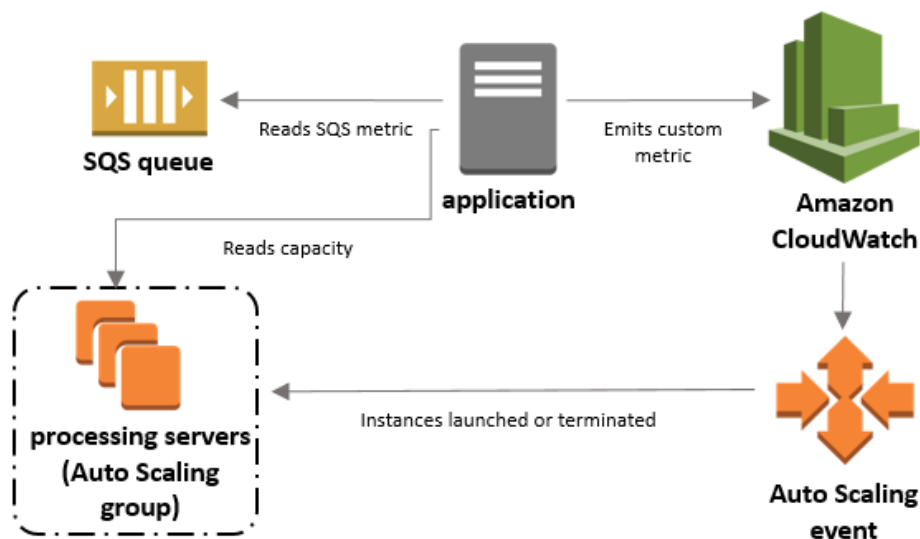 Reads SQS metric
Emits custom
metric
SQS queue
application
Amazon
CloudWatch
Reads capacity
Instances launched or terminated
processing servers
(Auto Scaling
group)
Auto Scaling
event